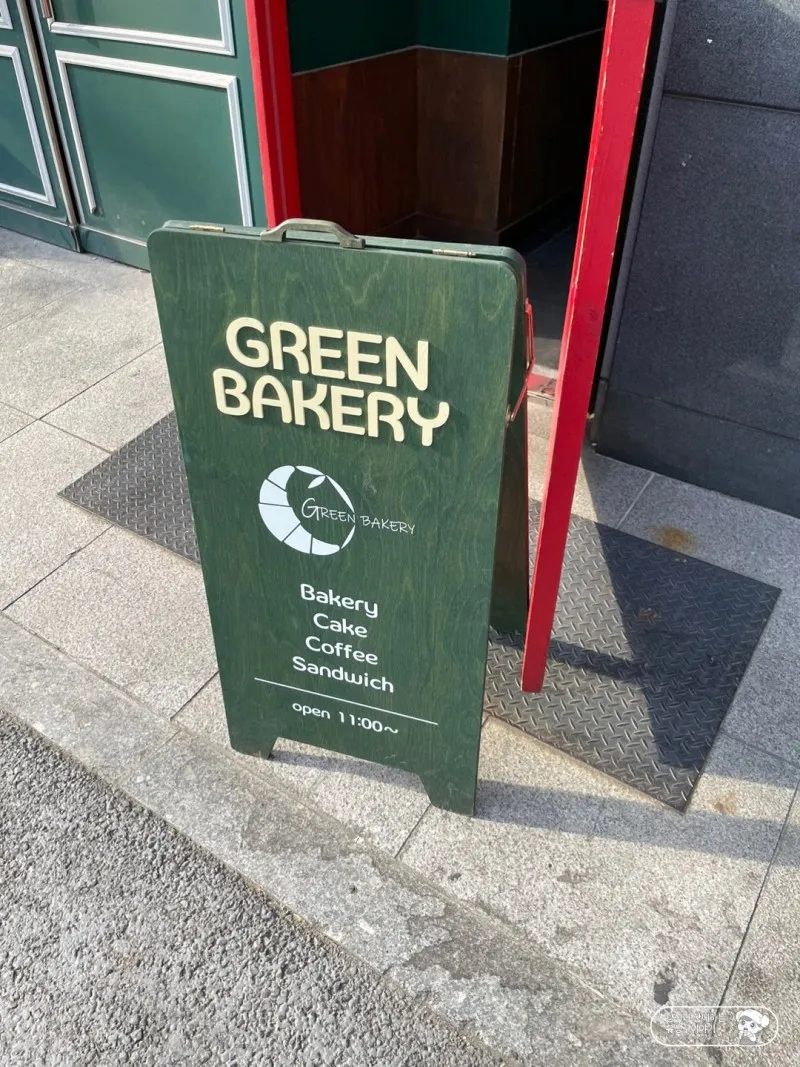 GREEN
BAKERY
GREEN BAKERY
Bakery
Cake
Coffee
Sandwich
open 11:00~